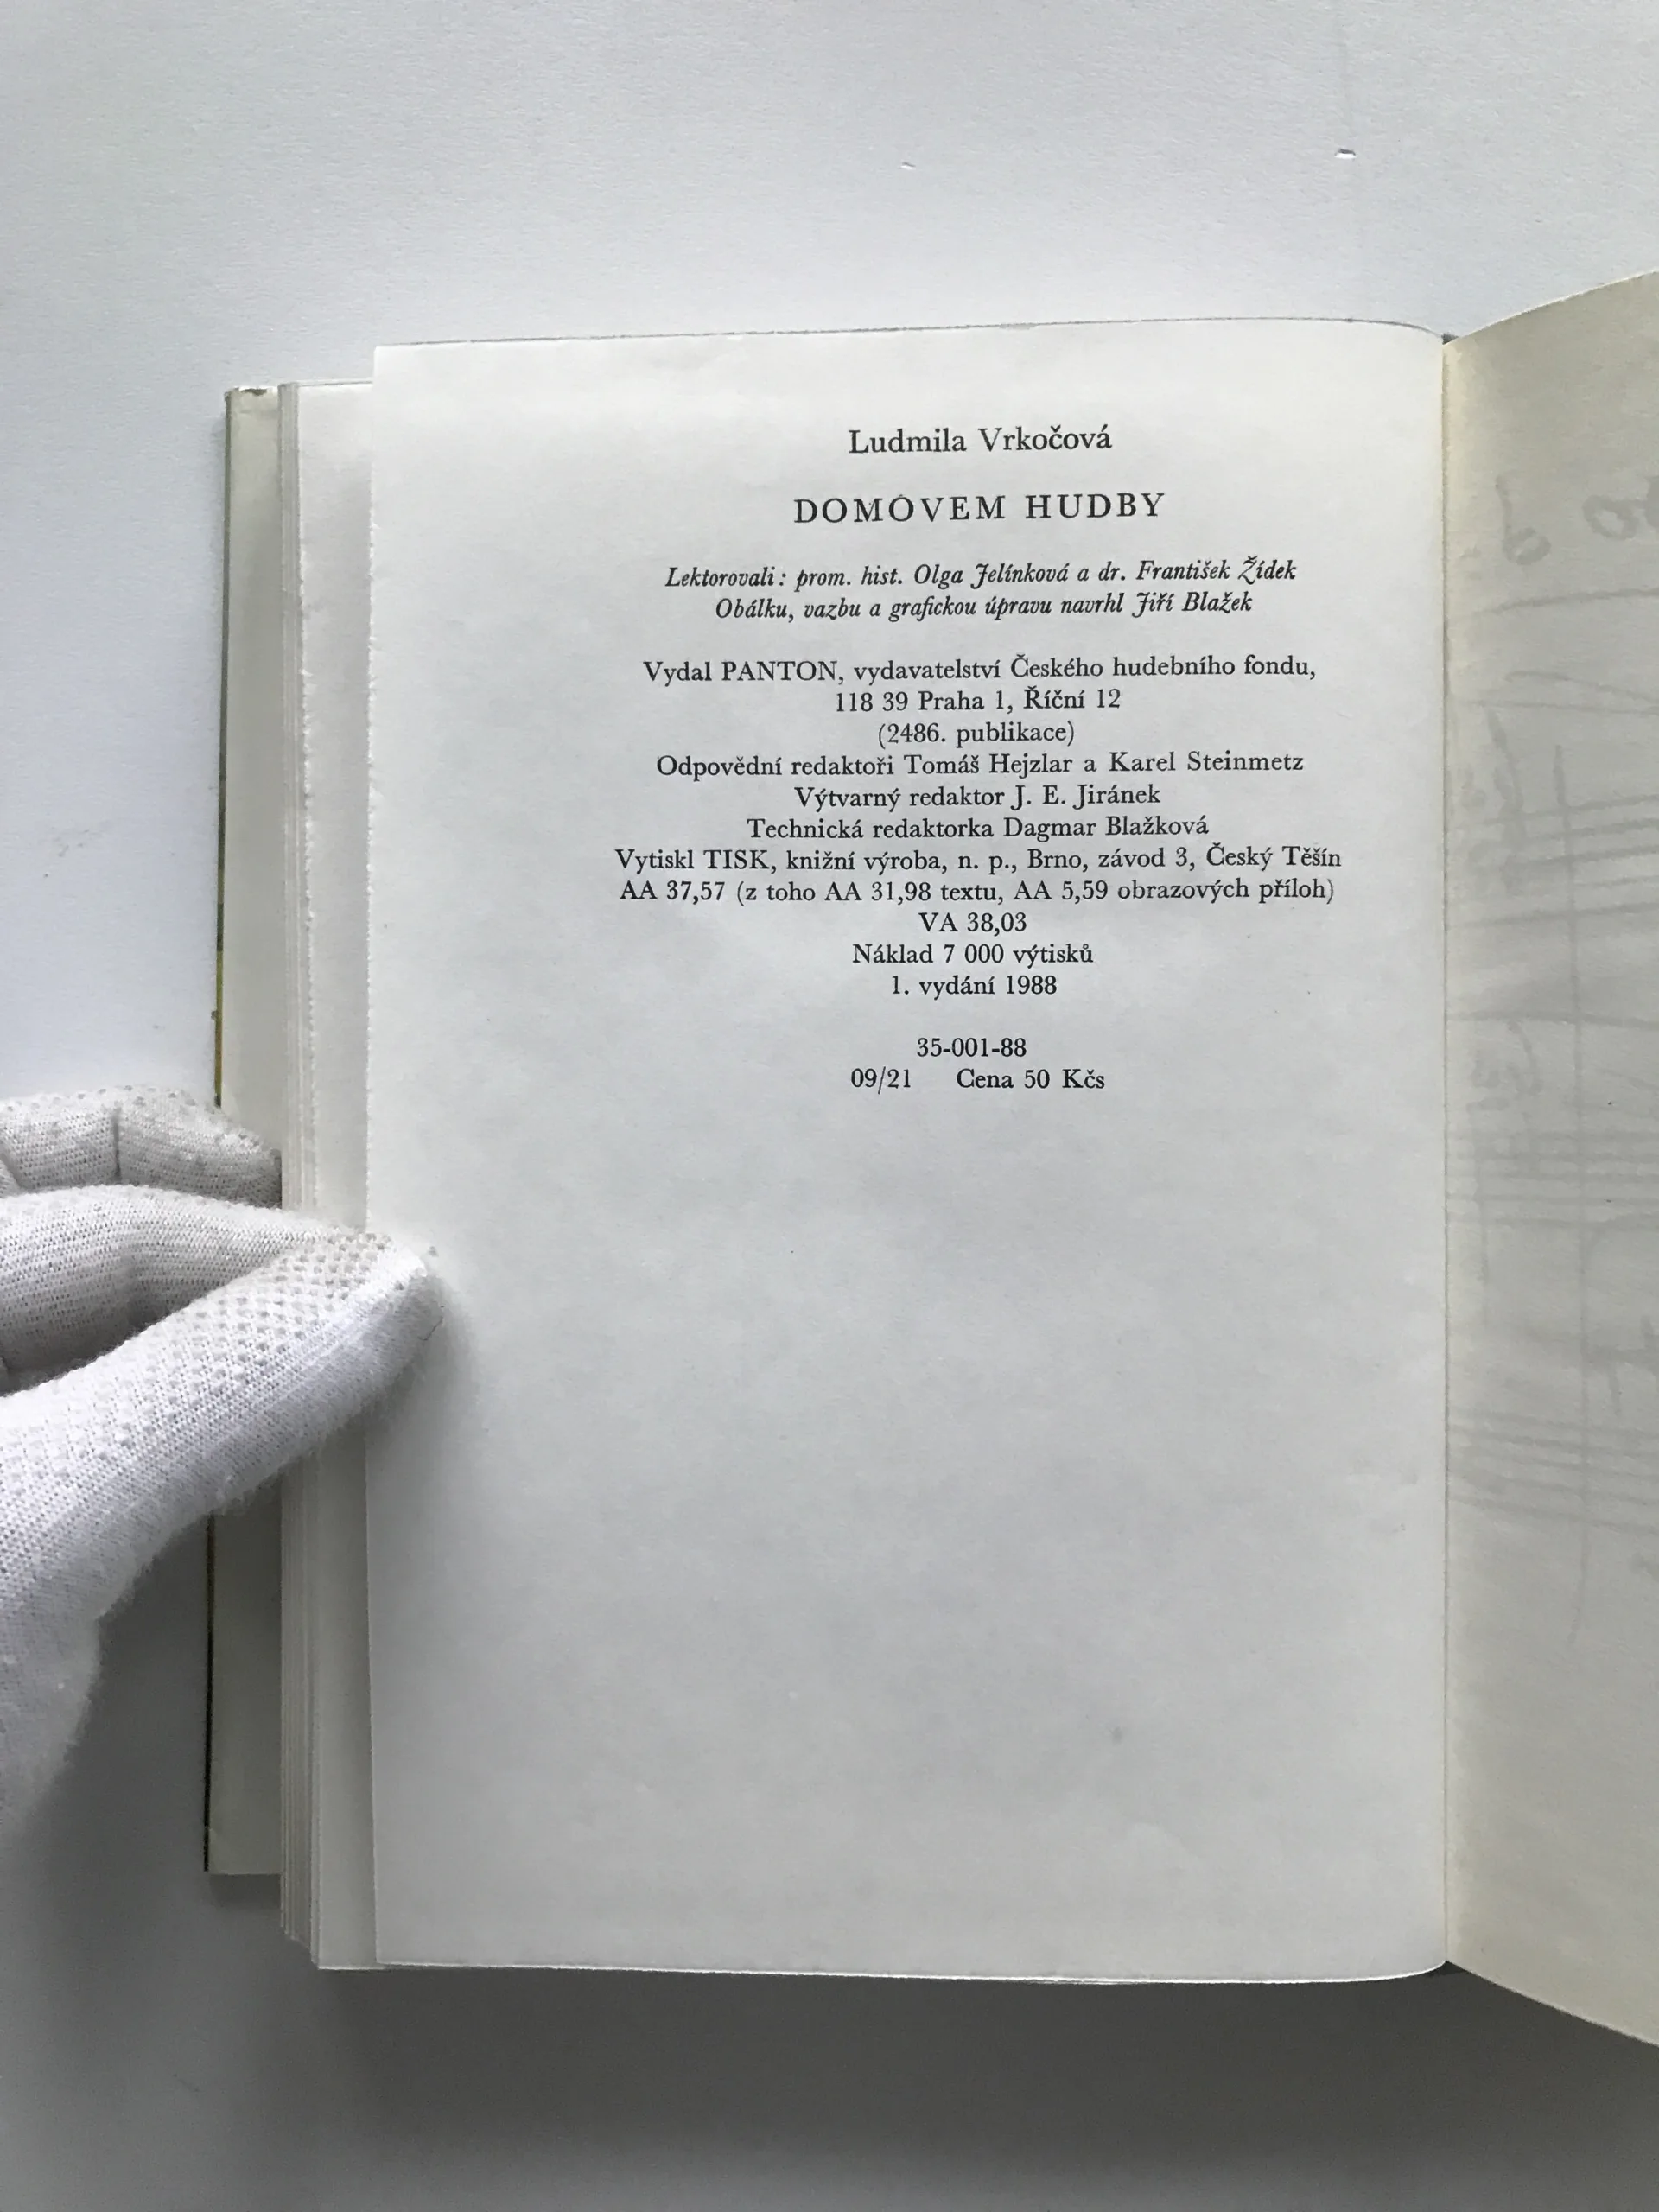 Ludmila Vrkočová
DOMOVEM HUDBY
Lektorovali: prom. hist. Olga Jelínková a dr. František Žídek
Obálku, vazbu a grafickou úpravu navrhl Jiří Blažek
Vydal PANTON, vydavatelství Českého hudebního fondu,
118 39 Praha 1, Říční 12
(2486. publikace)
Odpovědní redaktoři Tomáš Hejzlar a Karel Steinmetz
Výtvarný redaktor J. E. Jiránek
Technická redaktorka Dagmar Blažková
Vytiskl TISK, knižní výroba, n. p., Brno, závod 3, Český Těšín
AA 37,57 (z toho AA 31,98 textu, AA 5,59 obrazových příloh)
VA 38,03
Náklad 7 000 výtisků
1. vydání 1988
35-001-88
09/21 Cena 50 Kčs